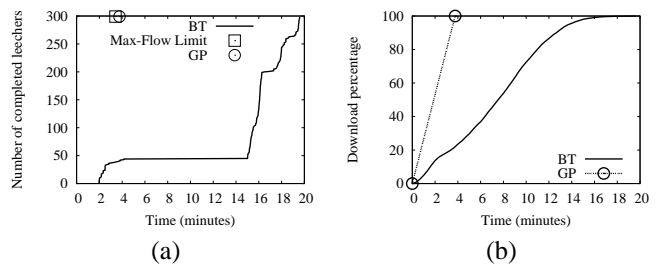 Number of completed leechers
300
250
200
150
100
50
0
BT
Max-Flow Limit
GP
0 2 4 6 8 10 12 14 16 18 20
Time (minutes)
(a)
Download percentage
100
80
60
40
20
0
BT
GP
0 2 4 6 8 10 12 14 16 18 20
Time (minutes)
(b)